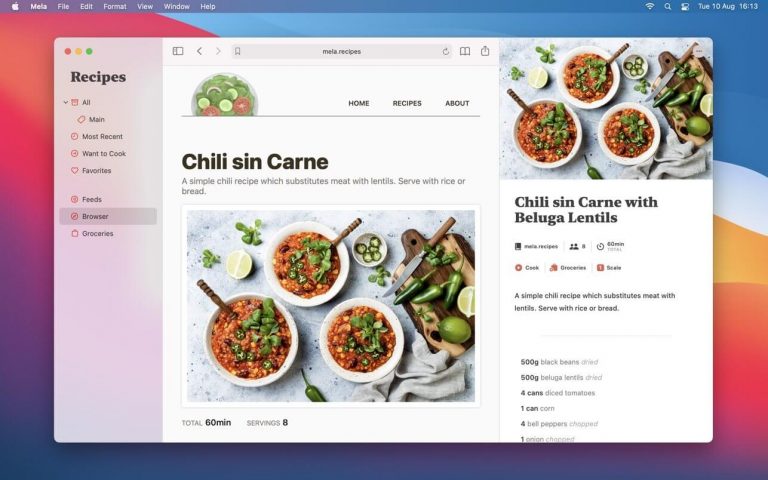 Mela File Edit Format View Window Help
Tue 10 Aug 16:13
Recipes
All
Main
Most Recent
Want to Cook
Favorites
Feeds
Browser
Groceries
mela.recipes
HOME RECIPES ABOUT
Chili sin Carne
A simple chili recipe which substitutes meat with lentils. Serve with rice or
bread.
TOTAL 60min SERVINGS 8
Chili sin Carne with
Beluga Lentils
mela.recipes 8 60min
TOTAL
Cook Groceries Scale
A simple chili recipe which substitutes meat with
lentils. Serve with rice or bread.
500g black beans dried
500g beluga lentils dried
4 cans diced tomatoes
1 can corn
4 bell peppers chopped
1 onion chopped